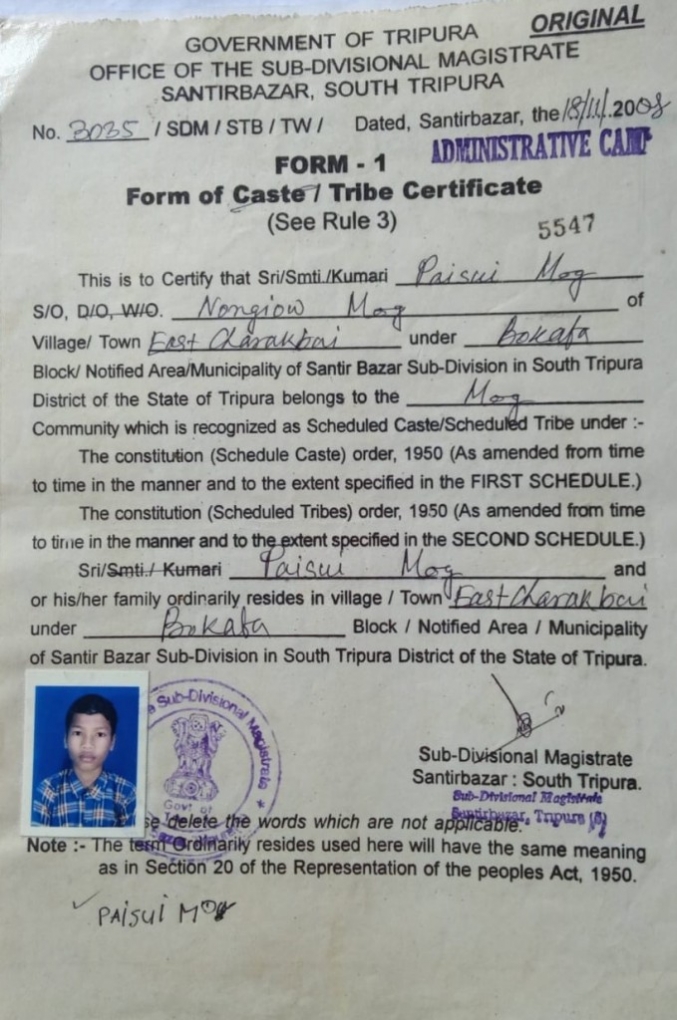 ORIGINAL
GOVERNMENT OF TRIPURA
OFFICE OF THE SUB-DIVISIONAL MAGISTRATE
SANTIRBAZAR, SOUTH TRIPURA
No. 3035 / SDM / STB / TW / Dated, Santirbazar, the 18/11/.2008
ADMINISTRATIVE CAMP
FORM - 1
Form of Caste / Tribe Certificate
(See Rule 3)
5547
This is to Certify that Sri/Smti./Kumari Paisui Mog
S/O, D/O, W/O. Nongiow Mog of
Village/ Town East Charakbai under Bokafa
Block/ Notified Area/Municipality of Santir Bazar Sub-Division in South Tripura
District of the State of Tripura belongs to the Mog
Community which is recognized as Scheduled Caste/Scheduled Tribe under :-
The constitution (Schedule Caste) order, 1950 (As amended from time
to time in the manner and to the extent specified in the FIRST SCHEDULE.)
The constitution (Scheduled Tribes) order, 1950 (As amended from time
to time in the manner and to the extent specified in the SECOND SCHEDULE.)
Sri/Smti./ Kumari Paisui Mog and
or his/her family ordinarily resides in village / Town East Charakbai
under Bokafa Block / Notified Area / Municipality
of Santir Bazar Sub-Division in South Tripura District of the State of Tripura.
Sub-Divisional Magistrate
Govt of
Sub-Divisional Magistrate
Santirbazar : South Tripura.
Sub-Divisional Magistrate
Santirbazar, Tripura (S)
se delete the words which are not applicable.
Note :- The term Ordinarily resides used here will have the same meaning
as in Section 20 of the Representation of the peoples Act, 1950.
PAISUI MOG